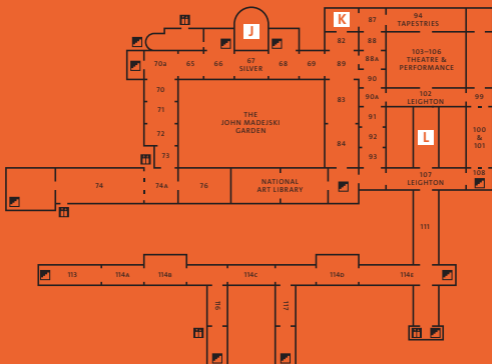 K
87
94
TAPESTRIES
J
82
88
103–106
THEATRE &
PERFORMANCE
70a
65
66
67
SILVER
68
69
89
88A
90
70
102
LEIGHTON
83
90A
99
71
THE
JOHN MADEJSKI
GARDEN
91
72
L
100
&
101
84
92
73
93
74
74A
76
NATIONAL
ART LIBRARY
107
LEIGHTON
108
111
113
114A
114B
114C
114D
114E
116
117